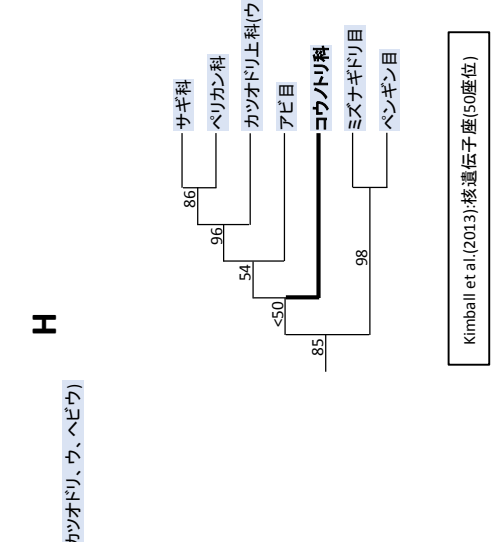 H
カツオドリ、ウ、ヘビウ)
サギ科
ペリカン科
カツオドリ上科(ウ
アビ目
コウノトリ科
ミズナギドリ目
ペンギン目
86
96
54
<50
85
98
Kimball et al.(2013):核遺伝子座(50座位)